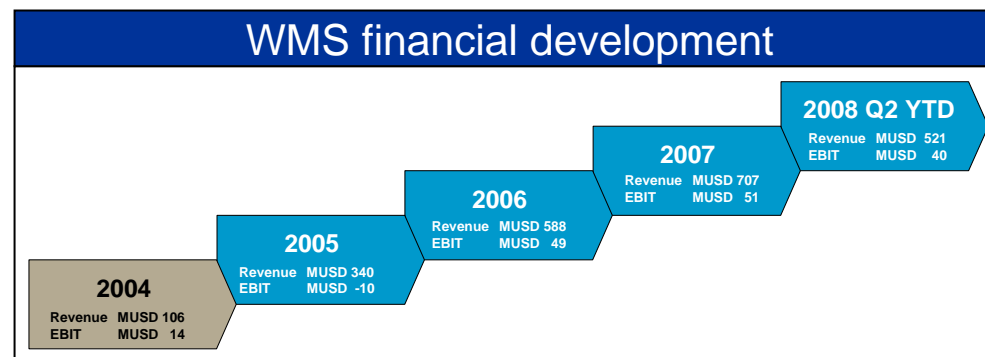 WMS financial development
2008 Q2 YTD
Revenue MUSD 521
EBIT MUSD 40
2007
Revenue MUSD 707
EBIT MUSD 51
2006
Revenue MUSD 588
EBIT MUSD 49
2005
Revenue MUSD 340
EBIT MUSD -10
2004
Revenue MUSD 106
EBIT MUSD 14